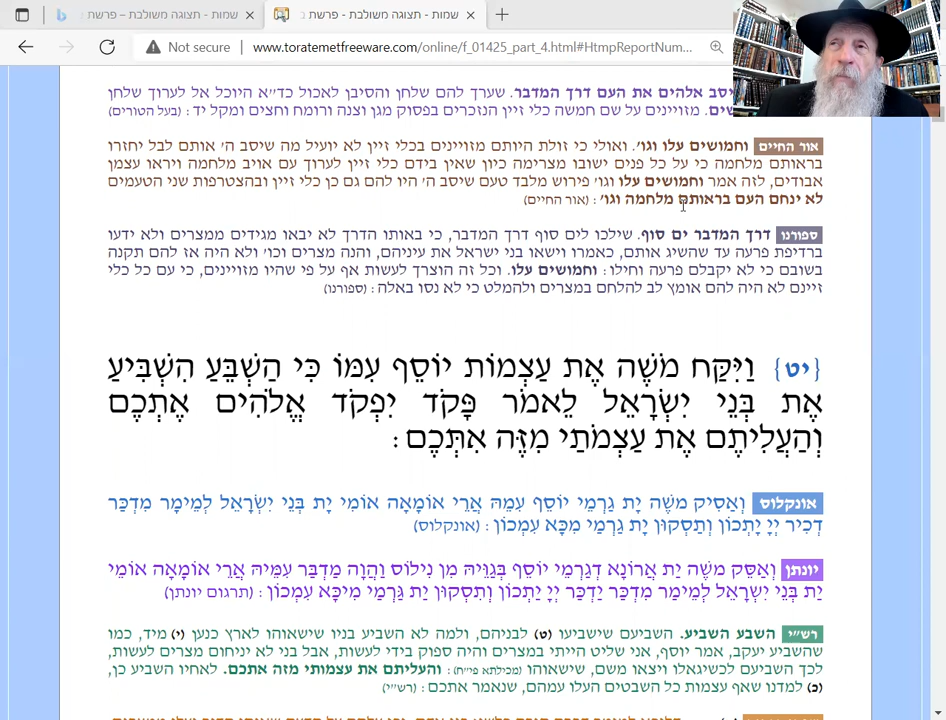 שמות - תצוגה משולבת - פרשת ב
שמות - תצוגה משולבת – פרשת
Not secure
www.toratemetfreeware.com/online/f_01425_part_4.html#HtmpReportNum...
יסב אלהים את העם דרך המדבר. שערך להם שלחן והסיבן לאכול כד״א היוכל אל לערוך שלחן
שים. מזויינים על שם חמשה כלי זיין הנזכרים בפסוק מגן וצנה ורומח וחצים ומקל יד : (בעל הטורים)
אור החיים וחמושים עלו וגו'. ואולי כי זולת היותם מזויינים בכלי זיין לא יועיל מה שיסב ה' אותם לבל יחזרו
בראותם מלחמה כי על כל פנים ישובו מצרימה כיון שאין בידם כלי זיין לערוך עם אויב מלחמה ויראו עצמן
אבודים, לזה אמר וחמושים עלו וגו' פירוש מלבד טעם שיסב ה' היו להם גם כן כלי זיין ובהצטרפות שני הטעמים
לא ינחם העם בראותם מלחמה וגו' : (אור החיים)
ספורנו דרך המדבר ים סוף. שילכו לים סוף דרך המדבר, כי באותו הדרך לא יבאו מגידים ממצרים ולא ידעו
ברדיפת פרעה עד שהשיג אותם, כאמרו וישאו בני ישראל את עיניהם, והנה מצרים וכו' ולא היה אז להם תקנה
בשובם כי לא יקבלם פרעה וחילו : וחמושים עלו. וכל זה הוצרך לעשות אף על פי שהיו מזויינים, כי עם כל כלי
זיינם לא היה להם אומץ לב להלחם במצרים ולהמלט כי לא נסו באלה : (ספורנו)
{יט} וַיִּקַּח מֹשֶׁה אֶת עַצְמוֹת יוֹסֵף עִמּוֹ כִּי הַשְׁבֵּעַ הִשְׁבִּיעַ
אֶת בְּנֵי יִשְׂרָאֵל לֵאמֹר פָּקֹד יִפְקֹד אֱלֹהִים אֶתְכֶם
וְהַעֲלִיתֶם אֶת עַצְמֹתַי מִזֶּה אִתְּכֶם :
אונקלוס וְאַסִּיק משֶׁה יָת גַּרְמֵי יוֹסֵף עִמֵּהּ אֲרֵי אוֹמָאָה אוֹמִי יָת בְּנֵי יִשְׂרָאֵל לְמֵימַר מִדְכַּר
דְכִיר יְיָ יָתְכוֹן וְתַסְּקוּן יָת גַּרְמַי מִכָּא עִמְּכוֹן : (אונקלוס)
יונתן וְאַסֵּק משֶׁה יַת אֲרוֹנָא דְגַרְמֵי יוֹסֵף בְּגַוֵּיהּ מִן נִילוֹס וַהֲוָה מַדְבַּר עִמֵּיהּ אֲרֵי אוֹמָאָה אוֹמֵי
יַת בְּנֵי יִשְׂרָאֵל לְמֵימַר מִדְכַּר יַדְכַּר יְיָ יַתְכוֹן וְתִסְקוּן יַת גַּרְמַי מִיכָּא עִמְכוֹן : (תרגום יונתן)
רש״י השבע השביע. השביעם שישביעו (ט) לבניהם, ולמה לא השביע בניו שישאוהו לארץ כנען (י) מיד, כמו
שהשביע יעקב, אמר יוסף, אני שליט הייתי במצרים והיה ספוק בידי לעשות, אבל בני לא יניחום מצרים לעשות,
לכך השביעם לכשיגאלו ויצאו משם, שישאוהו (מכילתא פי״ח) : והעליתם את עצמותי מזה אתכם. לאחיו השביע כן,
(כ) למדנו שאף עצמות כל השבטים העלו עמהם, שנאמר אתכם : (רש״י)